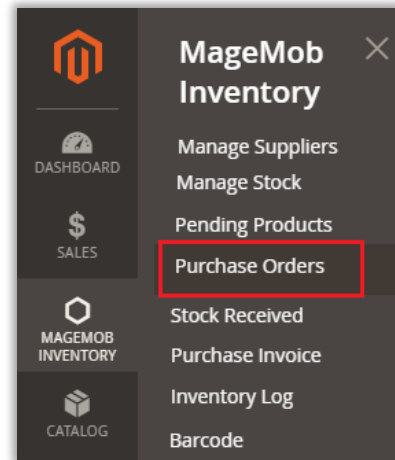 MageMob
Inventory
DASHBOARD
SALES
MAGEMOB
INVENTORY
CATALOG
Manage Suppliers
Manage Stock
Pending Products
Purchase Orders
Stock Received
Purchase Invoice
Inventory Log
Barcode